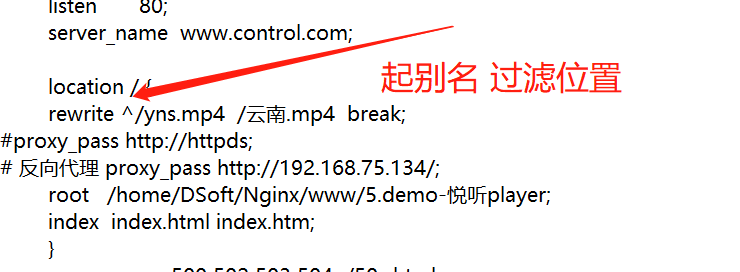 listen 80;
server_name www.control.com;
location / {
起别名 过滤位置
rewrite ^/yns.mp4 /云南.mp4 break;
#proxy_pass http://httpds;
# 反向代理 proxy_pass http://192.168.75.134/;
root /home/DSoft/Nginx/www/5.demo-悦听player;
index index.html index.htm;
}